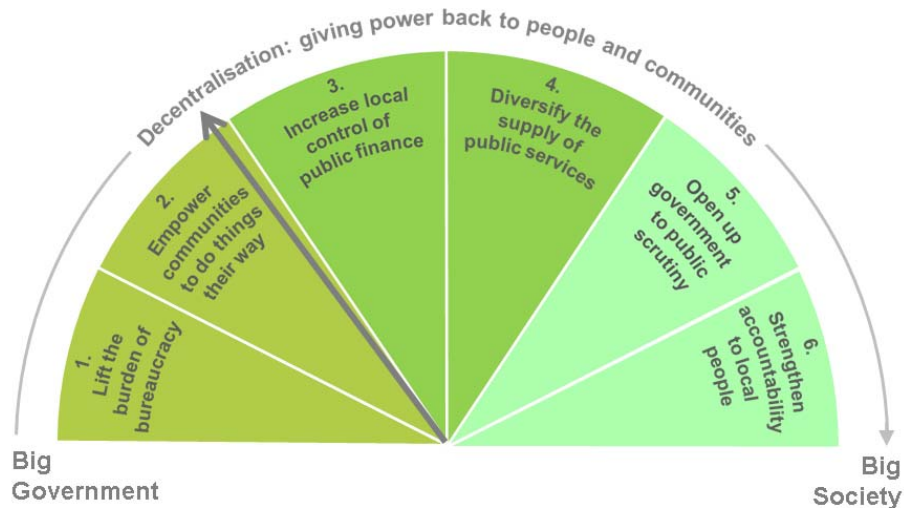 Decentralisation: giving power back to people and communities
1.
Lift the
burden of
bureaucracy
2.
Empower
communities
to do things
their way
3.
Increase local
control of
public finance
4.
Diversify the
supply of
public services
5.
Open up
government
to public
scrutiny
6.
Strengthen
accountability
to local
people
Big
Government
Big
Society